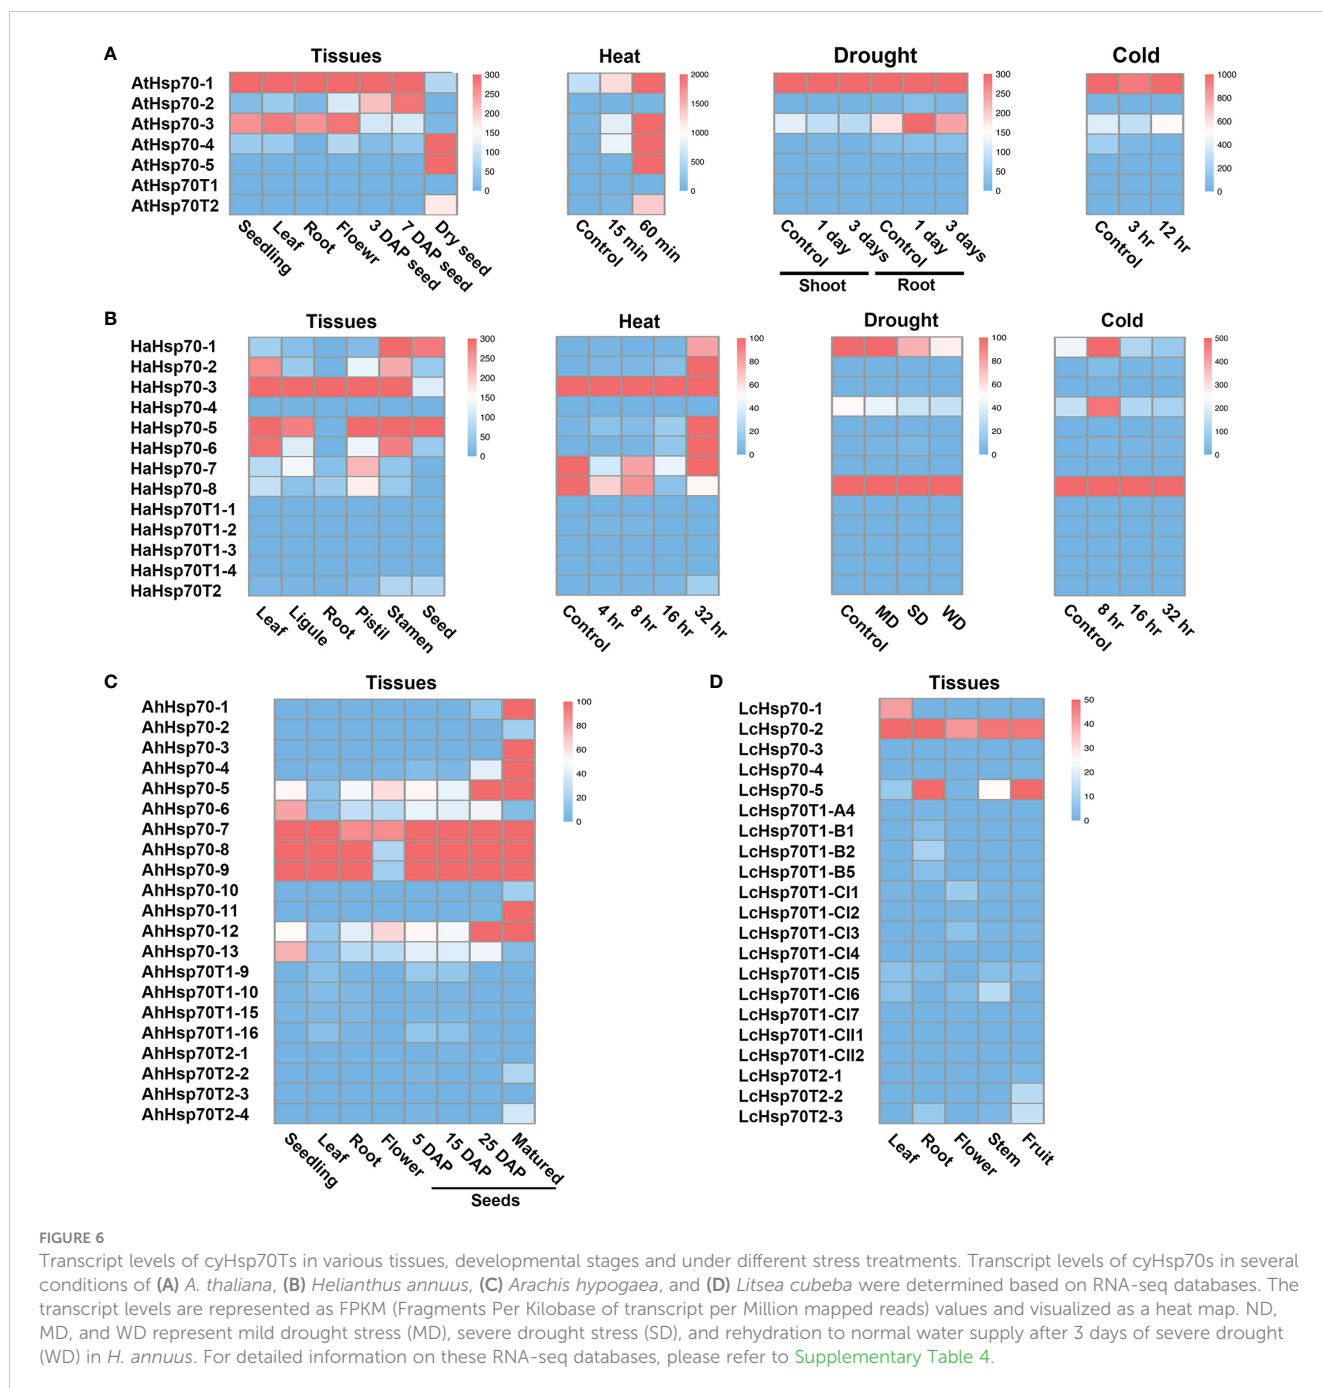 A
Tissues
Heat
Drought
Cold
AtHsp70-1
AtHsp70-2
AtHsp70-3
AtHsp70-4
AtHsp70-5
AtHsp70T1
AtHsp70T2
300
250
200
150
100
50
0
2000
1500
1000
500
0
300
250
200
150
100
50
0
1000
800
600
400
200
0
Seedling
Leaf
Root
Floewr
3 DAP seed
7 DAP seed
Dry seed
Control
15 min
60 min
Control
1 day
3 days
Control
1 day
3 days
Shoot
Root
Control
3 hr
12 hr
B
Tissues
Heat
Drought
Cold
HaHsp70-1
HaHsp70-2
HaHsp70-3
HaHsp70-4
HaHsp70-5
HaHsp70-6
HaHsp70-7
HaHsp70-8
HaHsp70T1-1
HaHsp70T1-2
HaHsp70T1-3
HaHsp70T1-4
HaHsp70T2
300
250
200
150
100
50
0
100
80
60
40
20
0
100
80
60
40
20
0
500
400
300
200
100
0
Leaf
Ligule
Root
Pistil
Stamen
Seed
Control
4 hr
8 hr
16 hr
32 hr
Control
MD
SD
WD
Control
8 hr
16 hr
32 hr
C
Tissues
AhHsp70-1
AhHsp70-2
AhHsp70-3
AhHsp70-4
AhHsp70-5
AhHsp70-6
AhHsp70-7
AhHsp70-8
AhHsp70-9
AhHsp70-10
AhHsp70-11
AhHsp70-12
AhHsp70-13
AhHsp70T1-9
AhHsp70T1-10
AhHsp70T1-15
AhHsp70T1-16
AhHsp70T2-1
AhHsp70T2-2
AhHsp70T2-3
AhHsp70T2-4
100
80
60
40
20
0
Seedling
Leaf
Root
Flower
5 DAP
15 DAP
25 DAP
Matured
Seeds
D
Tissues
LcHsp70-1
LcHsp70-2
LcHsp70-3
LcHsp70-4
LcHsp70-5
LcHsp70T1-A4
LcHsp70T1-B1
LcHsp70T1-B2
LcHsp70T1-B5
LcHsp70T1-CI1
LcHsp70T1-CI2
LcHsp70T1-CI3
LcHsp70T1-CI4
LcHsp70T1-CI5
LcHsp70T1-CI6
LcHsp70T1-CI7
LcHsp70T1-CII1
LcHsp70T1-CII2
LcHsp70T2-1
LcHsp70T2-2
LcHsp70T2-3
50
40
30
20
10
0
Leaf
Root
Flower
Stem
Fruit
FIGURE 6
Transcript levels of cyHsp70Ts in various tissues, developmental stages and under different stress treatments. Transcript levels of cyHsp70s in several
conditions of (A) A. thaliana, (B) Helianthus annuus, (C) Arachis hypogaea, and (D) Litsea cubeba were determined based on RNA-seq databases. The
transcript levels are represented as FPKM (Fragments Per Kilobase of transcript per Million mapped reads) values and visualized as a heat map. ND,
MD, and WD represent mild drought stress (MD), severe drought stress (SD), and rehydration to normal water supply after 3 days of severe drought
(WD) in H. annuus. For detailed information on these RNA-seq databases, please refer to Supplementary Table 4.